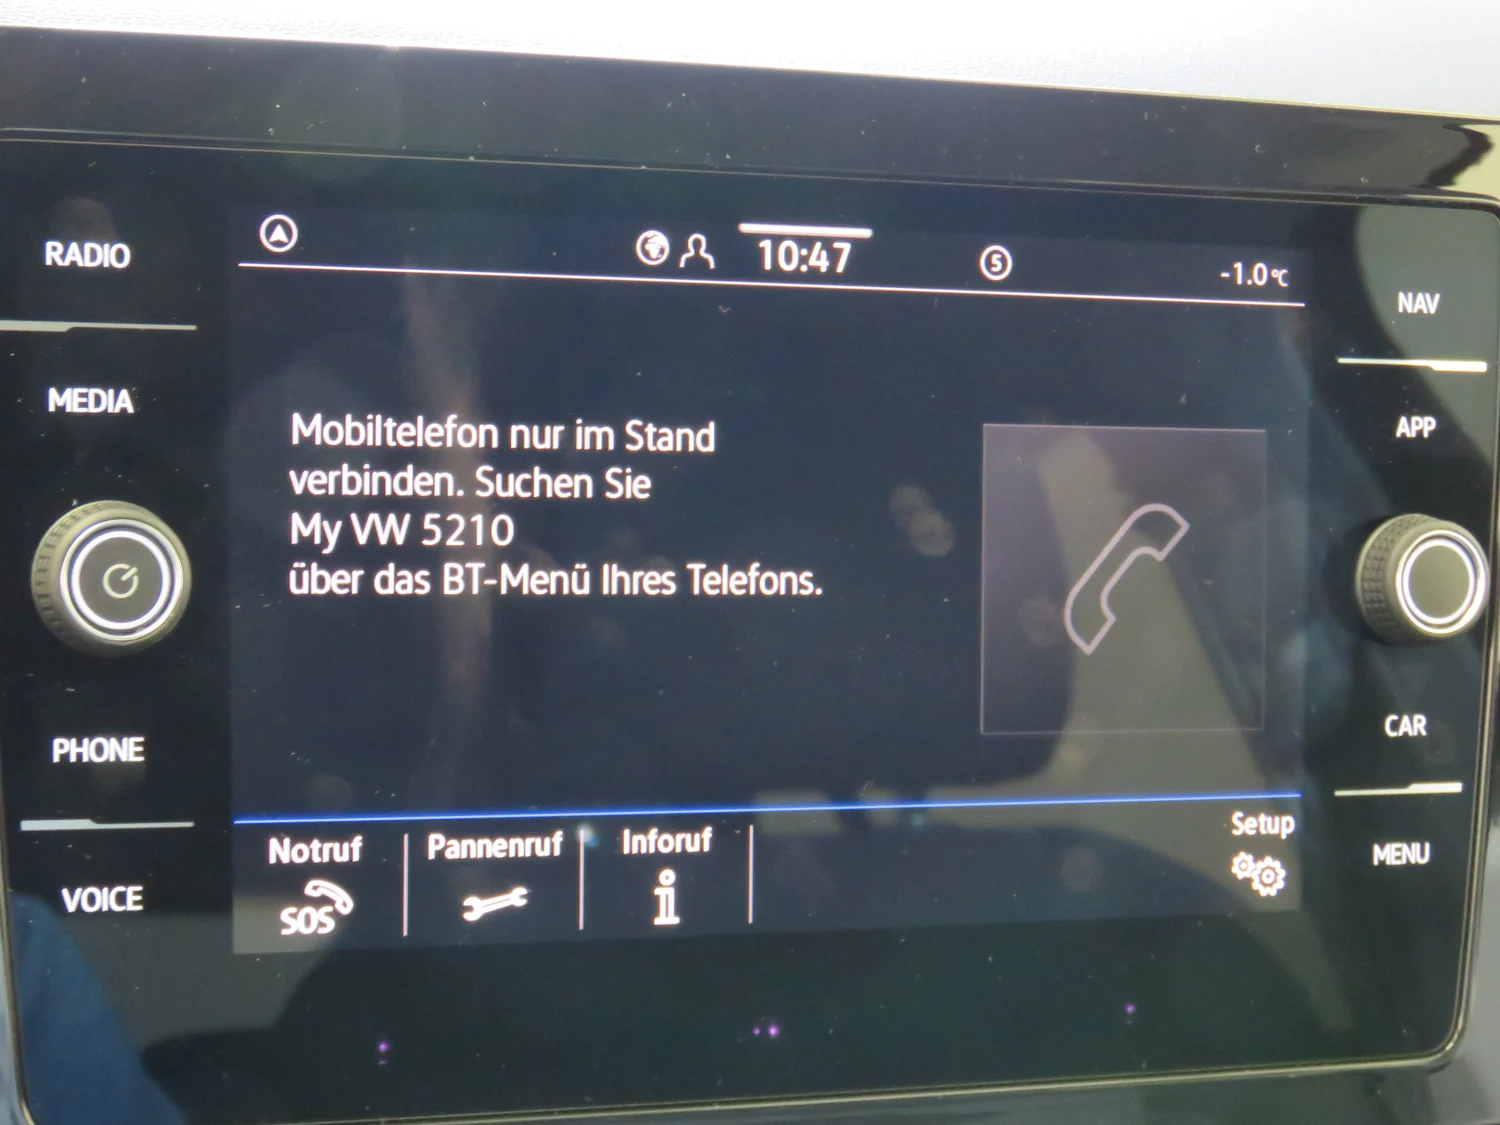 RADIO
MEDIA
PHONE
VOICE
10:47
5
-1.0°C
Mobiltelefon nur im Stand
verbinden. Suchen Sie
My VW 5210
über das BT-Menü Ihres Telefons.
Notruf
SOS
Pannenruf
Inforuf
i
Setup
NAV
APP
CAR
MENU